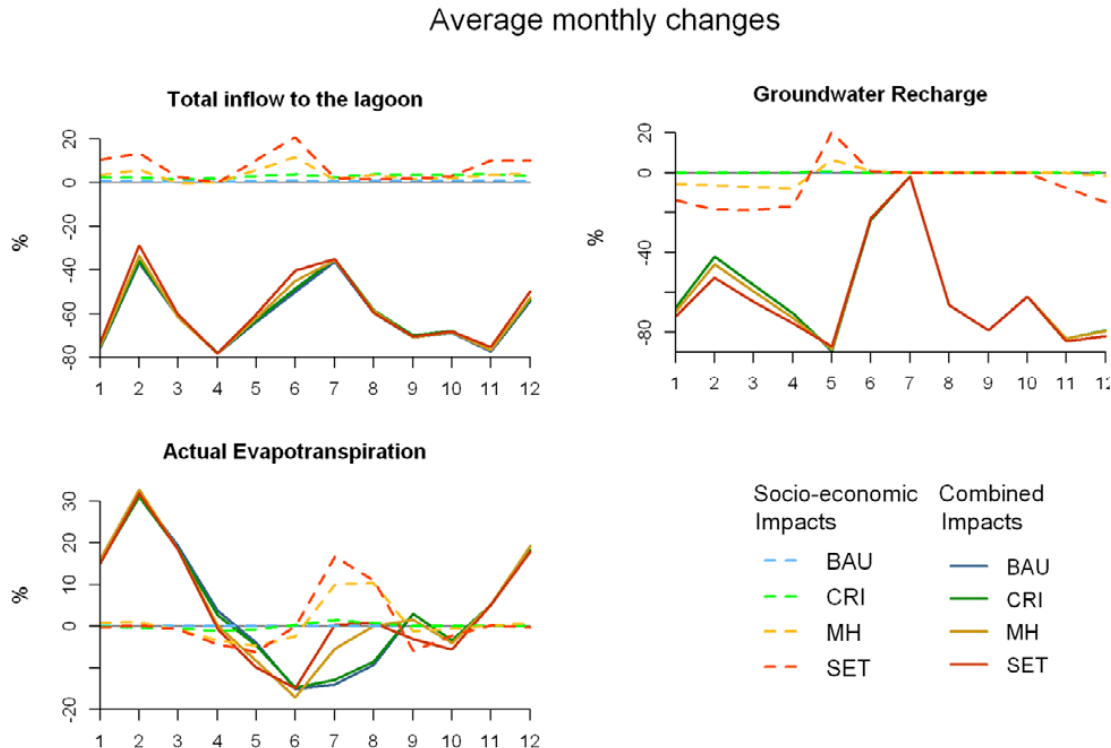 Average monthly changes
Total inflow to the lagoon
%
20
0
-20
-40
-60
-80
1 2 3 4 5 6 7 8 9 10 11 12
Groundwater Recharge
%
20
0
-20
-40
-80
1 2 3 4 5 6 7 8 9 10 11 12
Actual Evapotranspiration
%
30
20
10
0
-20
1 2 3 4 5 6 7 8 9 10 11 12
Socio-economic Impacts
BAU
CRI
MH
SET
Combined Impacts
BAU
CRI
MH
SET